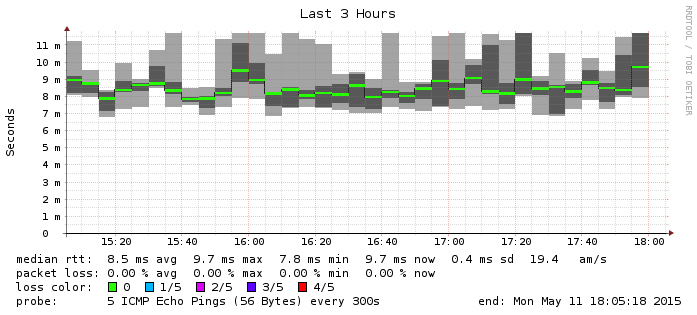 Last 3 Hours
RRDTOOL / TOBI OETIKER
Seconds
11 m
10 m
9 m
8 m
7 m
6 m
5 m
4 m
3 m
2 m
1 m
0
15:20 15:40 16:00 16:20 16:40 17:00 17:20 17:40 18:00
median rtt: 8.5 ms avg 9.7 ms max 7.8 ms min 9.7 ms now 0.4 ms sd 19.4 am/s
packet loss: 0.00 % avg 0.00 % max 0.00 % min 0.00 % now
loss color: 0 1/5 2/5 3/5 4/5
probe: 5 ICMP Echo Pings (56 Bytes) every 300s end: Mon May 11 18:05:18 2015